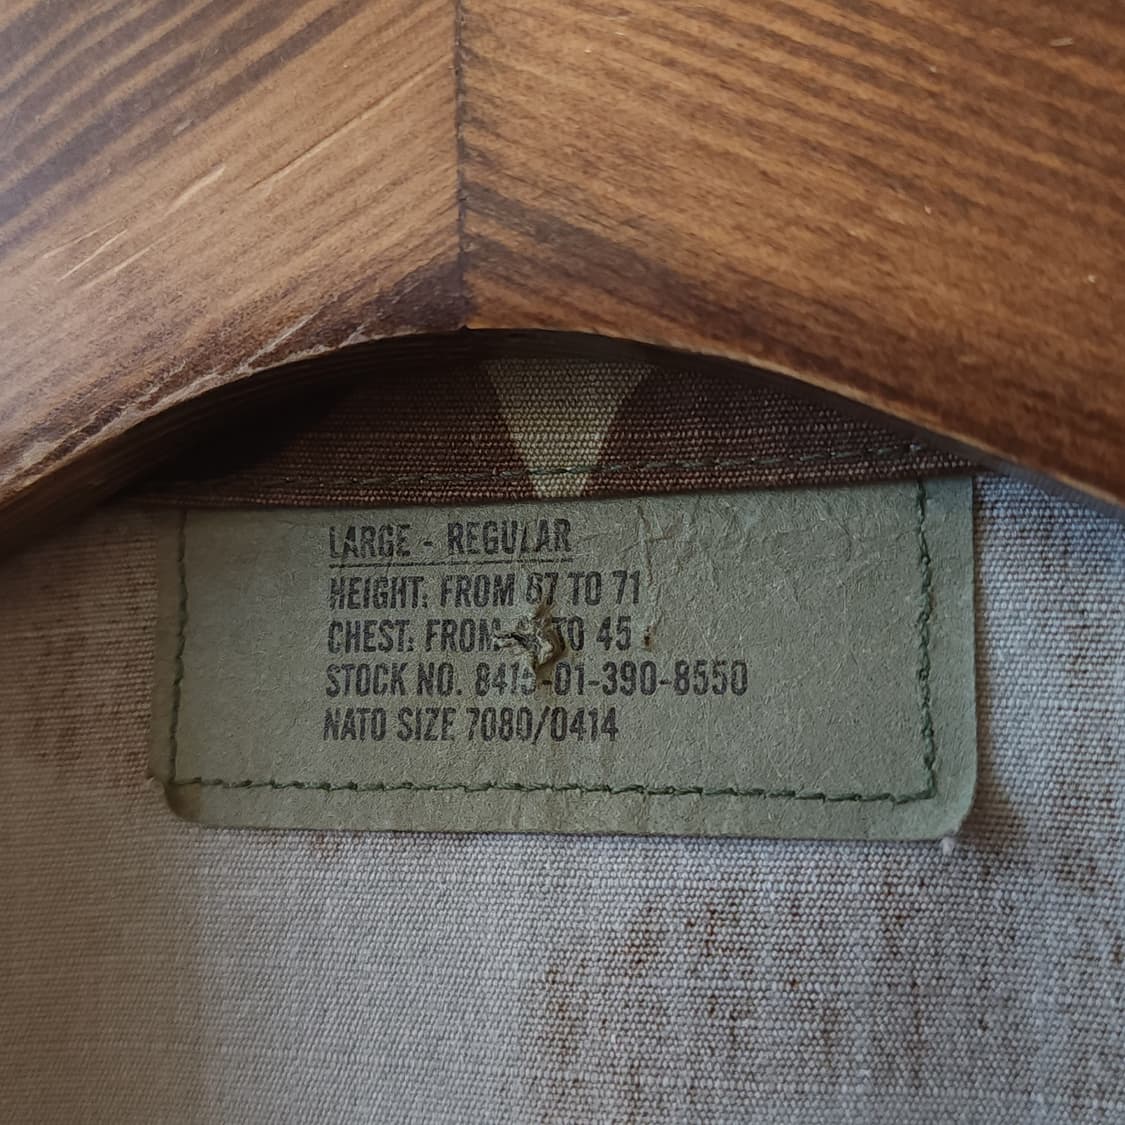 LARGE - REGULAR
HEIGHT: FROM 67 TO 71
CHEST: FROM TO 45
STOCK NO. 8415-01-390-8550
NATO SIZE 7080/0414